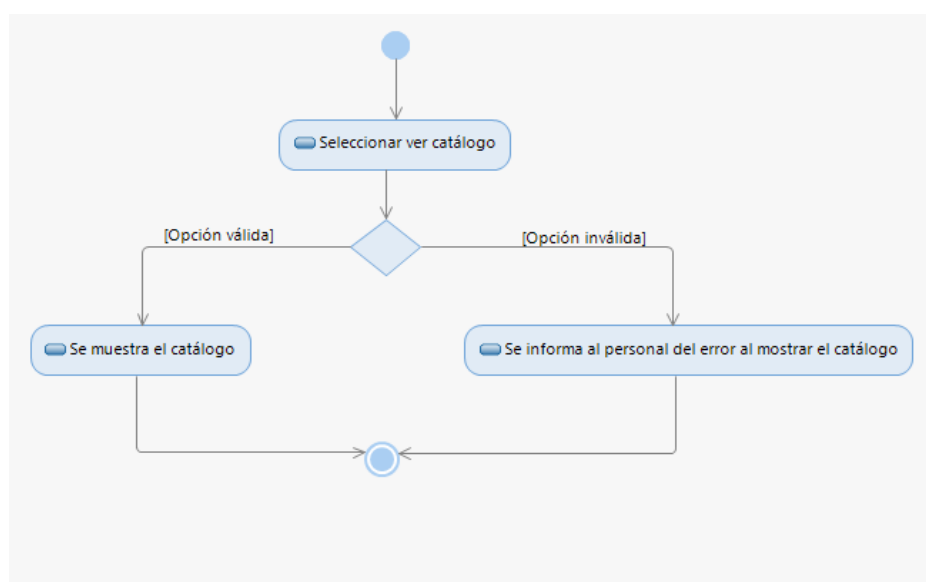 Seleccionar ver catálogo
[Opción válida]
[Opción inválida]
Se muestra el catálogo
Se informa al personal del error al mostrar el catálogo